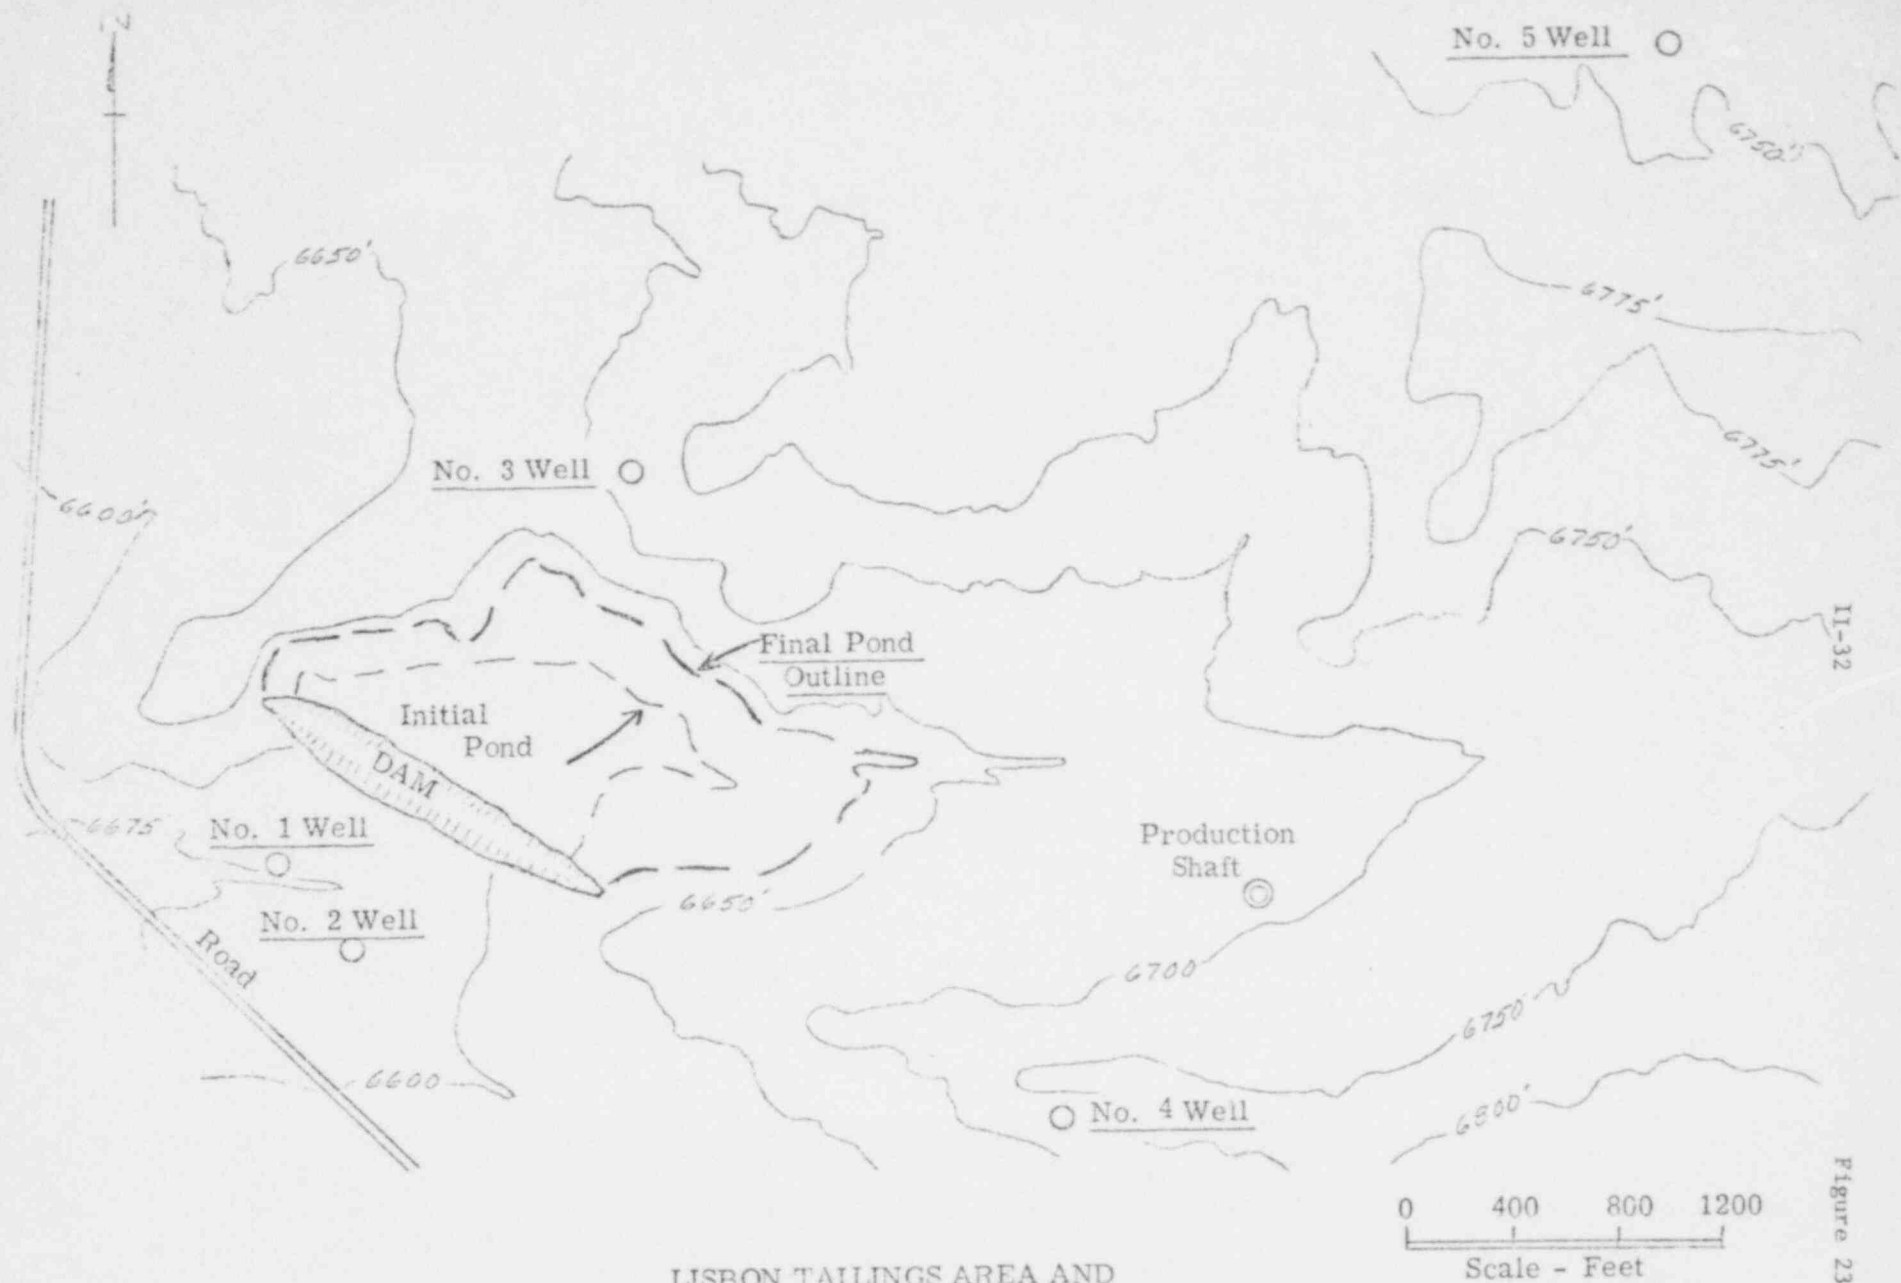 No. 5 Well
N
6750'
6650'
6775'
6775'
No. 3 Well
6600'
6750'
II-32
Final Pond
Outline
Initial
Pond
DAM
6675
No. 1 Well
Production
Shaft
6650'
No. 2 Well
Road
6700
6750'
6600
No. 4 Well
6800'
Figure 23
0 400 800 1200
Scale - Feet
LISBON TAILINGS AREA AND